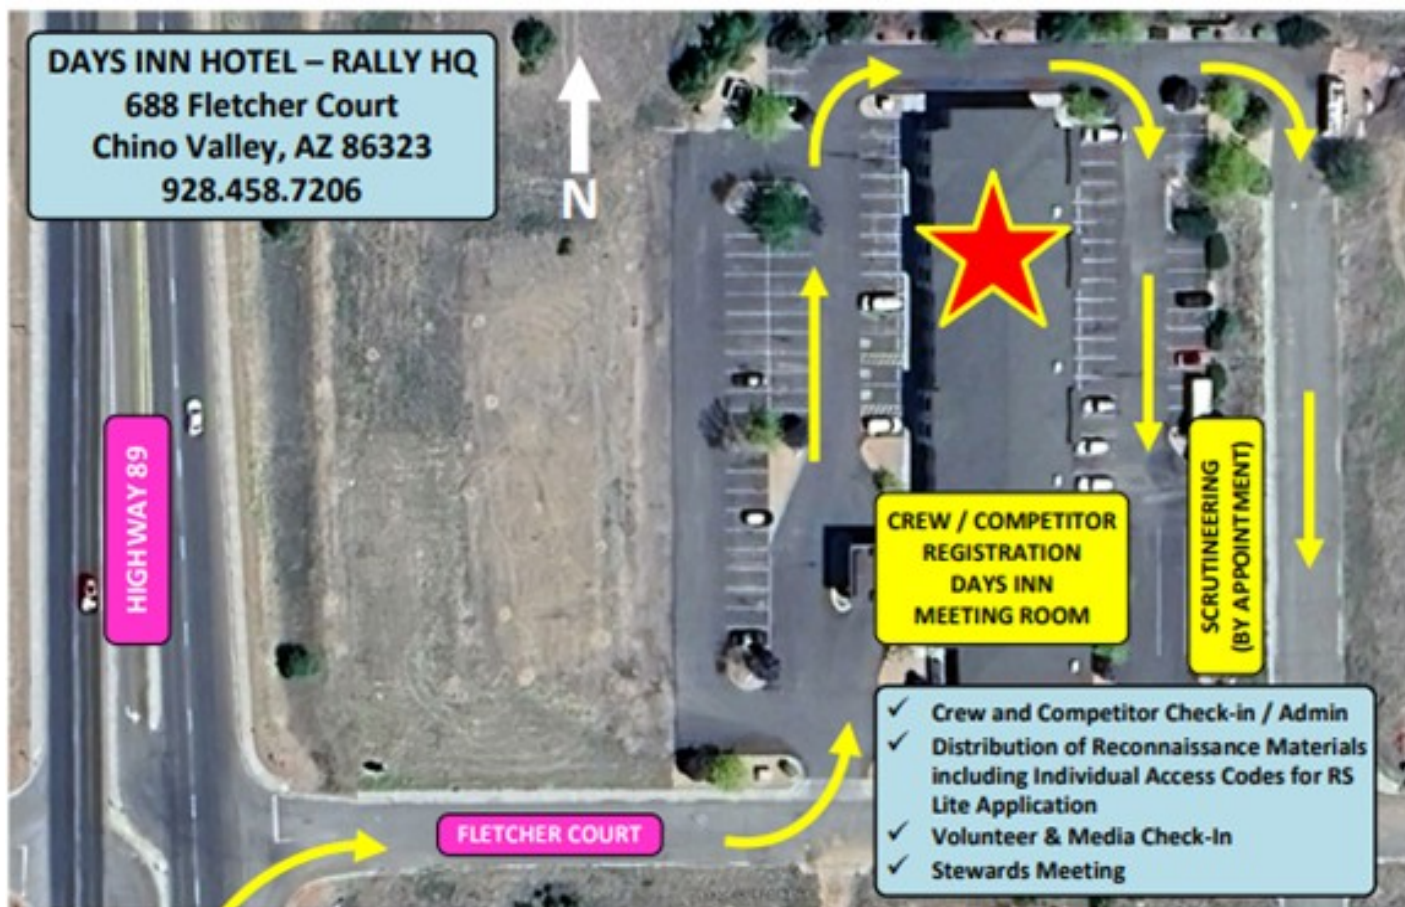 DAYS INN HOTEL – RALLY HQ
688 Fletcher Court
Chino Valley, AZ 86323
928.458.7206
N
HIGHWAY 89
CREW / COMPETITOR
REGISTRATION
DAYS INN
MEETING ROOM
SCRUTINEERING
(BY APPOINTMENT)
✓ Crew and Competitor Check-in / Admin
✓ Distribution of Reconnaissance Materials
including Individual Access Codes for RS
Lite Application
✓ Volunteer & Media Check-In
✓ Stewards Meeting
FLETCHER COURT